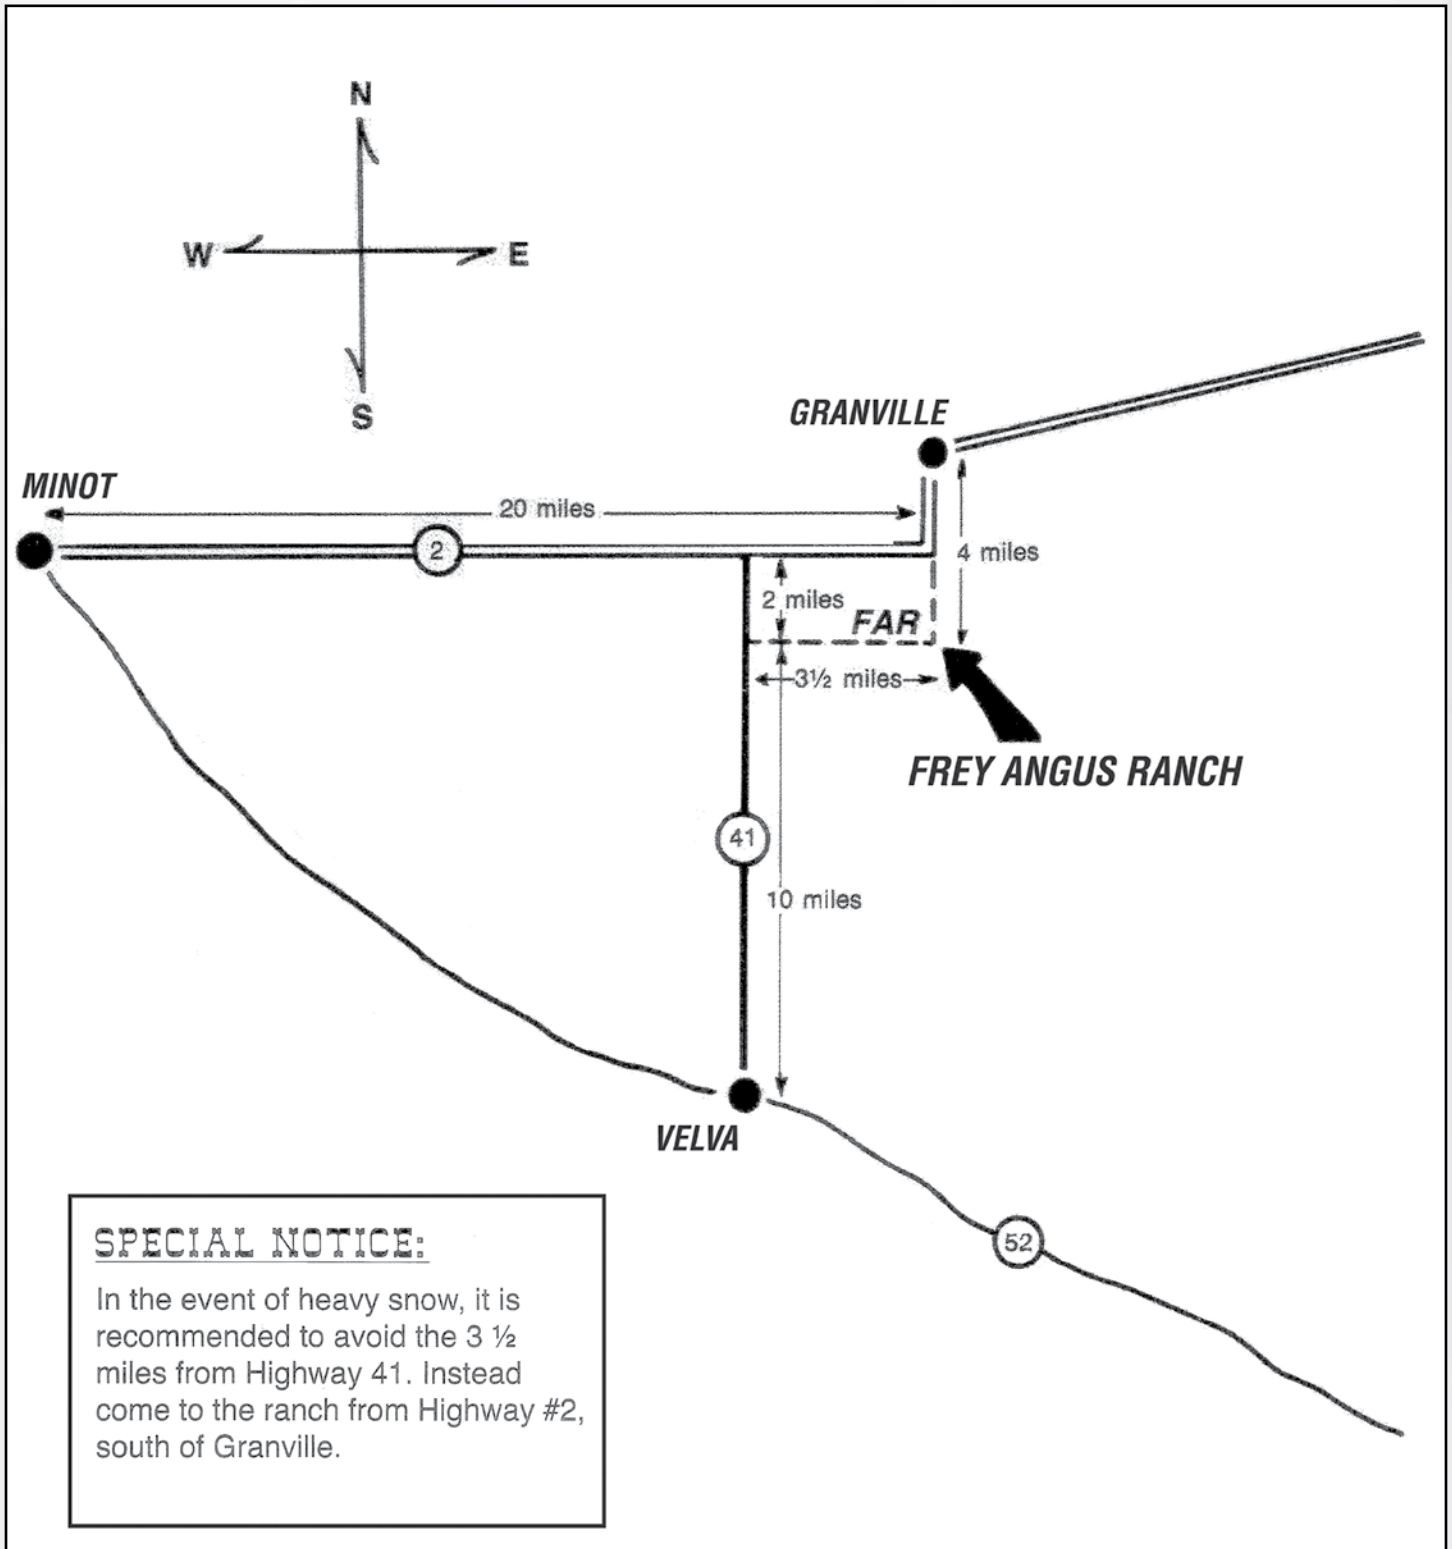 N
W
E
S
GRANVILLE
MINOT
20 miles
2
4 miles
2 miles
FAR
3½ miles
FREY ANGUS RANCH
41
10 miles
VELVA
52
SPECIAL NOTICE:
In the event of heavy snow, it is
recommended to avoid the 3 ½
miles from Highway 41. Instead
come to the ranch from Highway #2,
south of Granville.